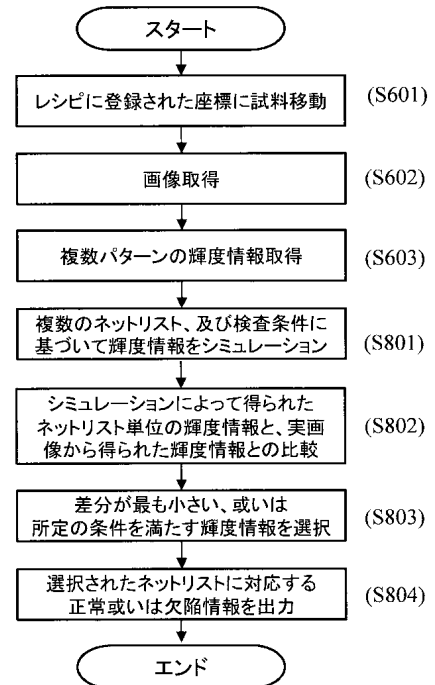 スタート
レシピに登録された座標に試料移動
(S601)
画像取得
(S602)
複数パターンの輝度情報取得
(S603)
複数のネットリスト、及び検査条件に
基づいて輝度情報をシミュレーション
(S801)
シミュレーションによって得られた
ネットリスト単位の輝度情報と、実画
像から得られた輝度情報との比較
(S802)
差分が最も小さい、或いは
所定の条件を満たす輝度情報を選択
(S803)
選択されたネットリストに対応する
正常或いは欠陥情報を出力
(S804)
エンド